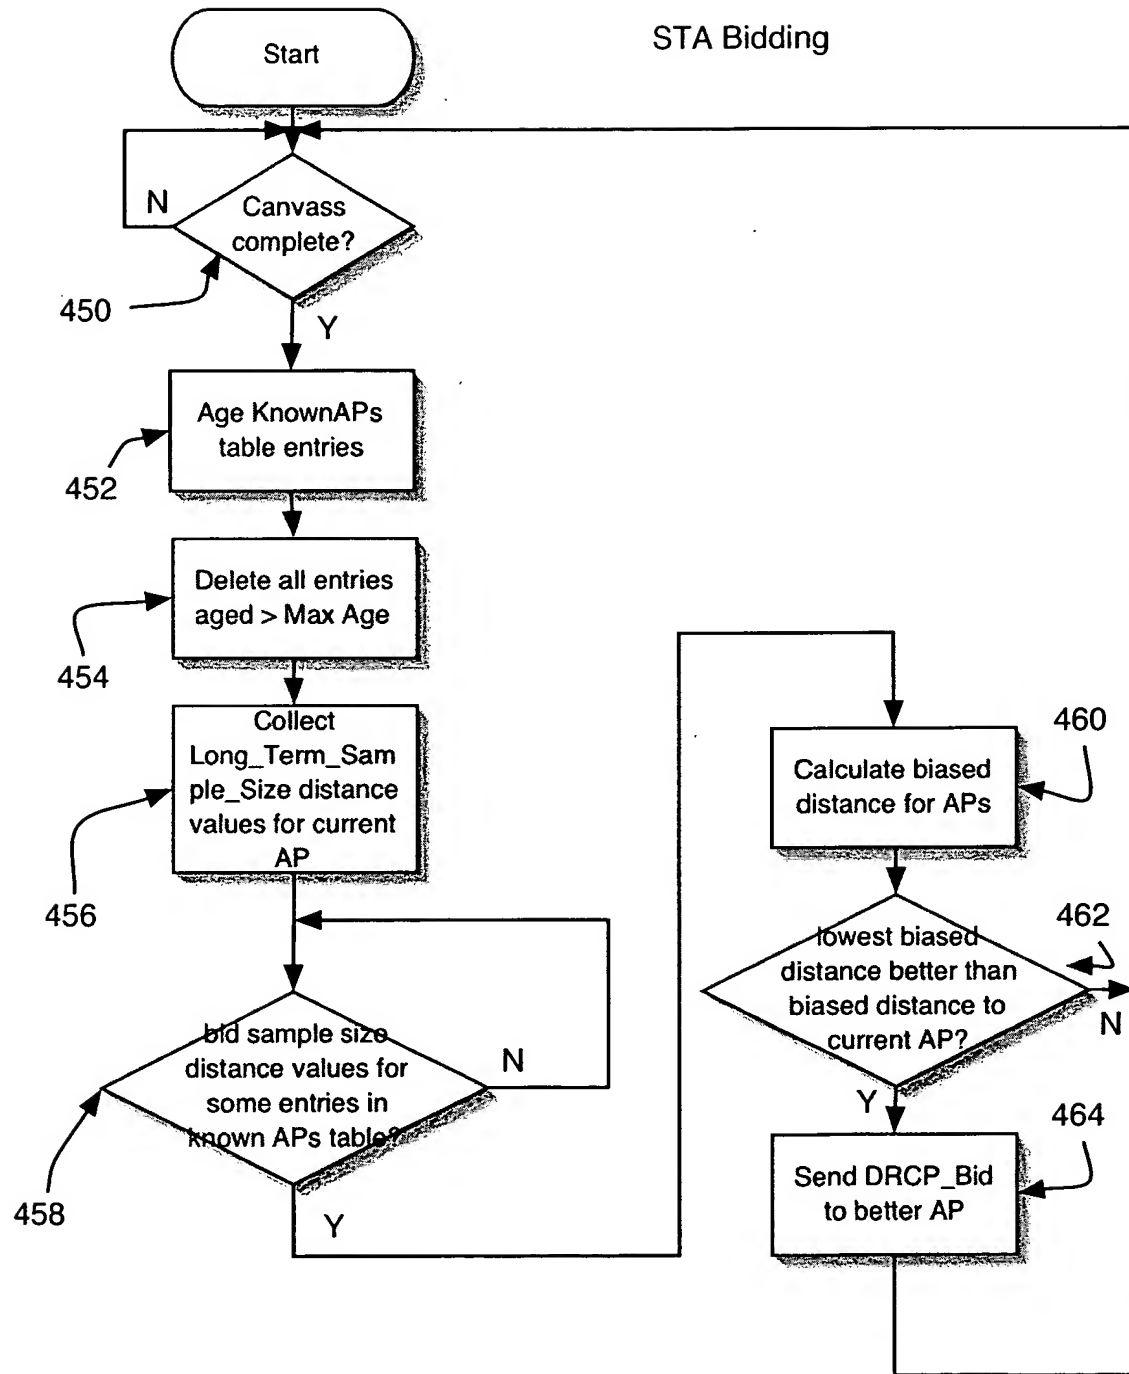 STA Bidding
Start
N
Canvass
complete?
450
Y
Age KnownAPs
table entries
452
Delete all entries
aged > Max Age
454
Collect
Long_Term_Sam
ple_Size distance
values for current
AP
456
bid sample size
distance values for
some entries in
known APs table?
N
458
Y
460
Calculate biased
distance for APs
462
lowest biased
distance better than
biased distance to
current AP?
N
Y
464
Send DRCP_Bid
to better AP